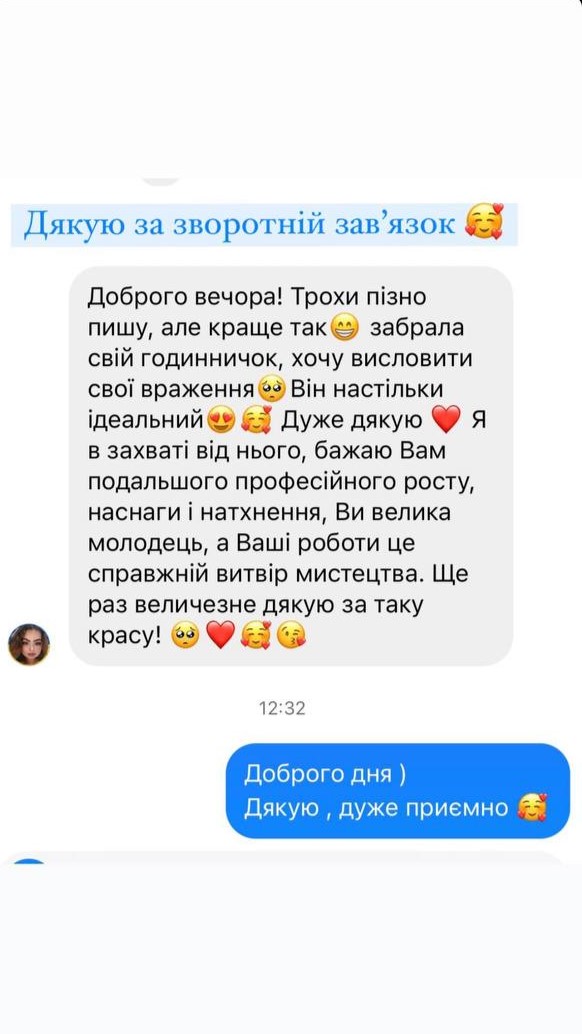 Дякую за зворотній зав’язок 🥰
Доброго вечора! Трохи пізно
пишу, але краще так😁 забрала
свій годинничок, хочу висловити
свої враження🥺Він настільки
ідеальний😍🥰 Дуже дякую ❤️ Я
в захваті від нього, бажаю Вам
подальшого професійного росту,
наснаги і натхнення, Ви велика
молодець, а Ваші роботи це
справжній витвір мистецтва. Ще
раз величезне дякую за таку
красу! 🥺❤️🥰😘
12:32
Доброго дня )
Дякую , дуже приємно 🥰